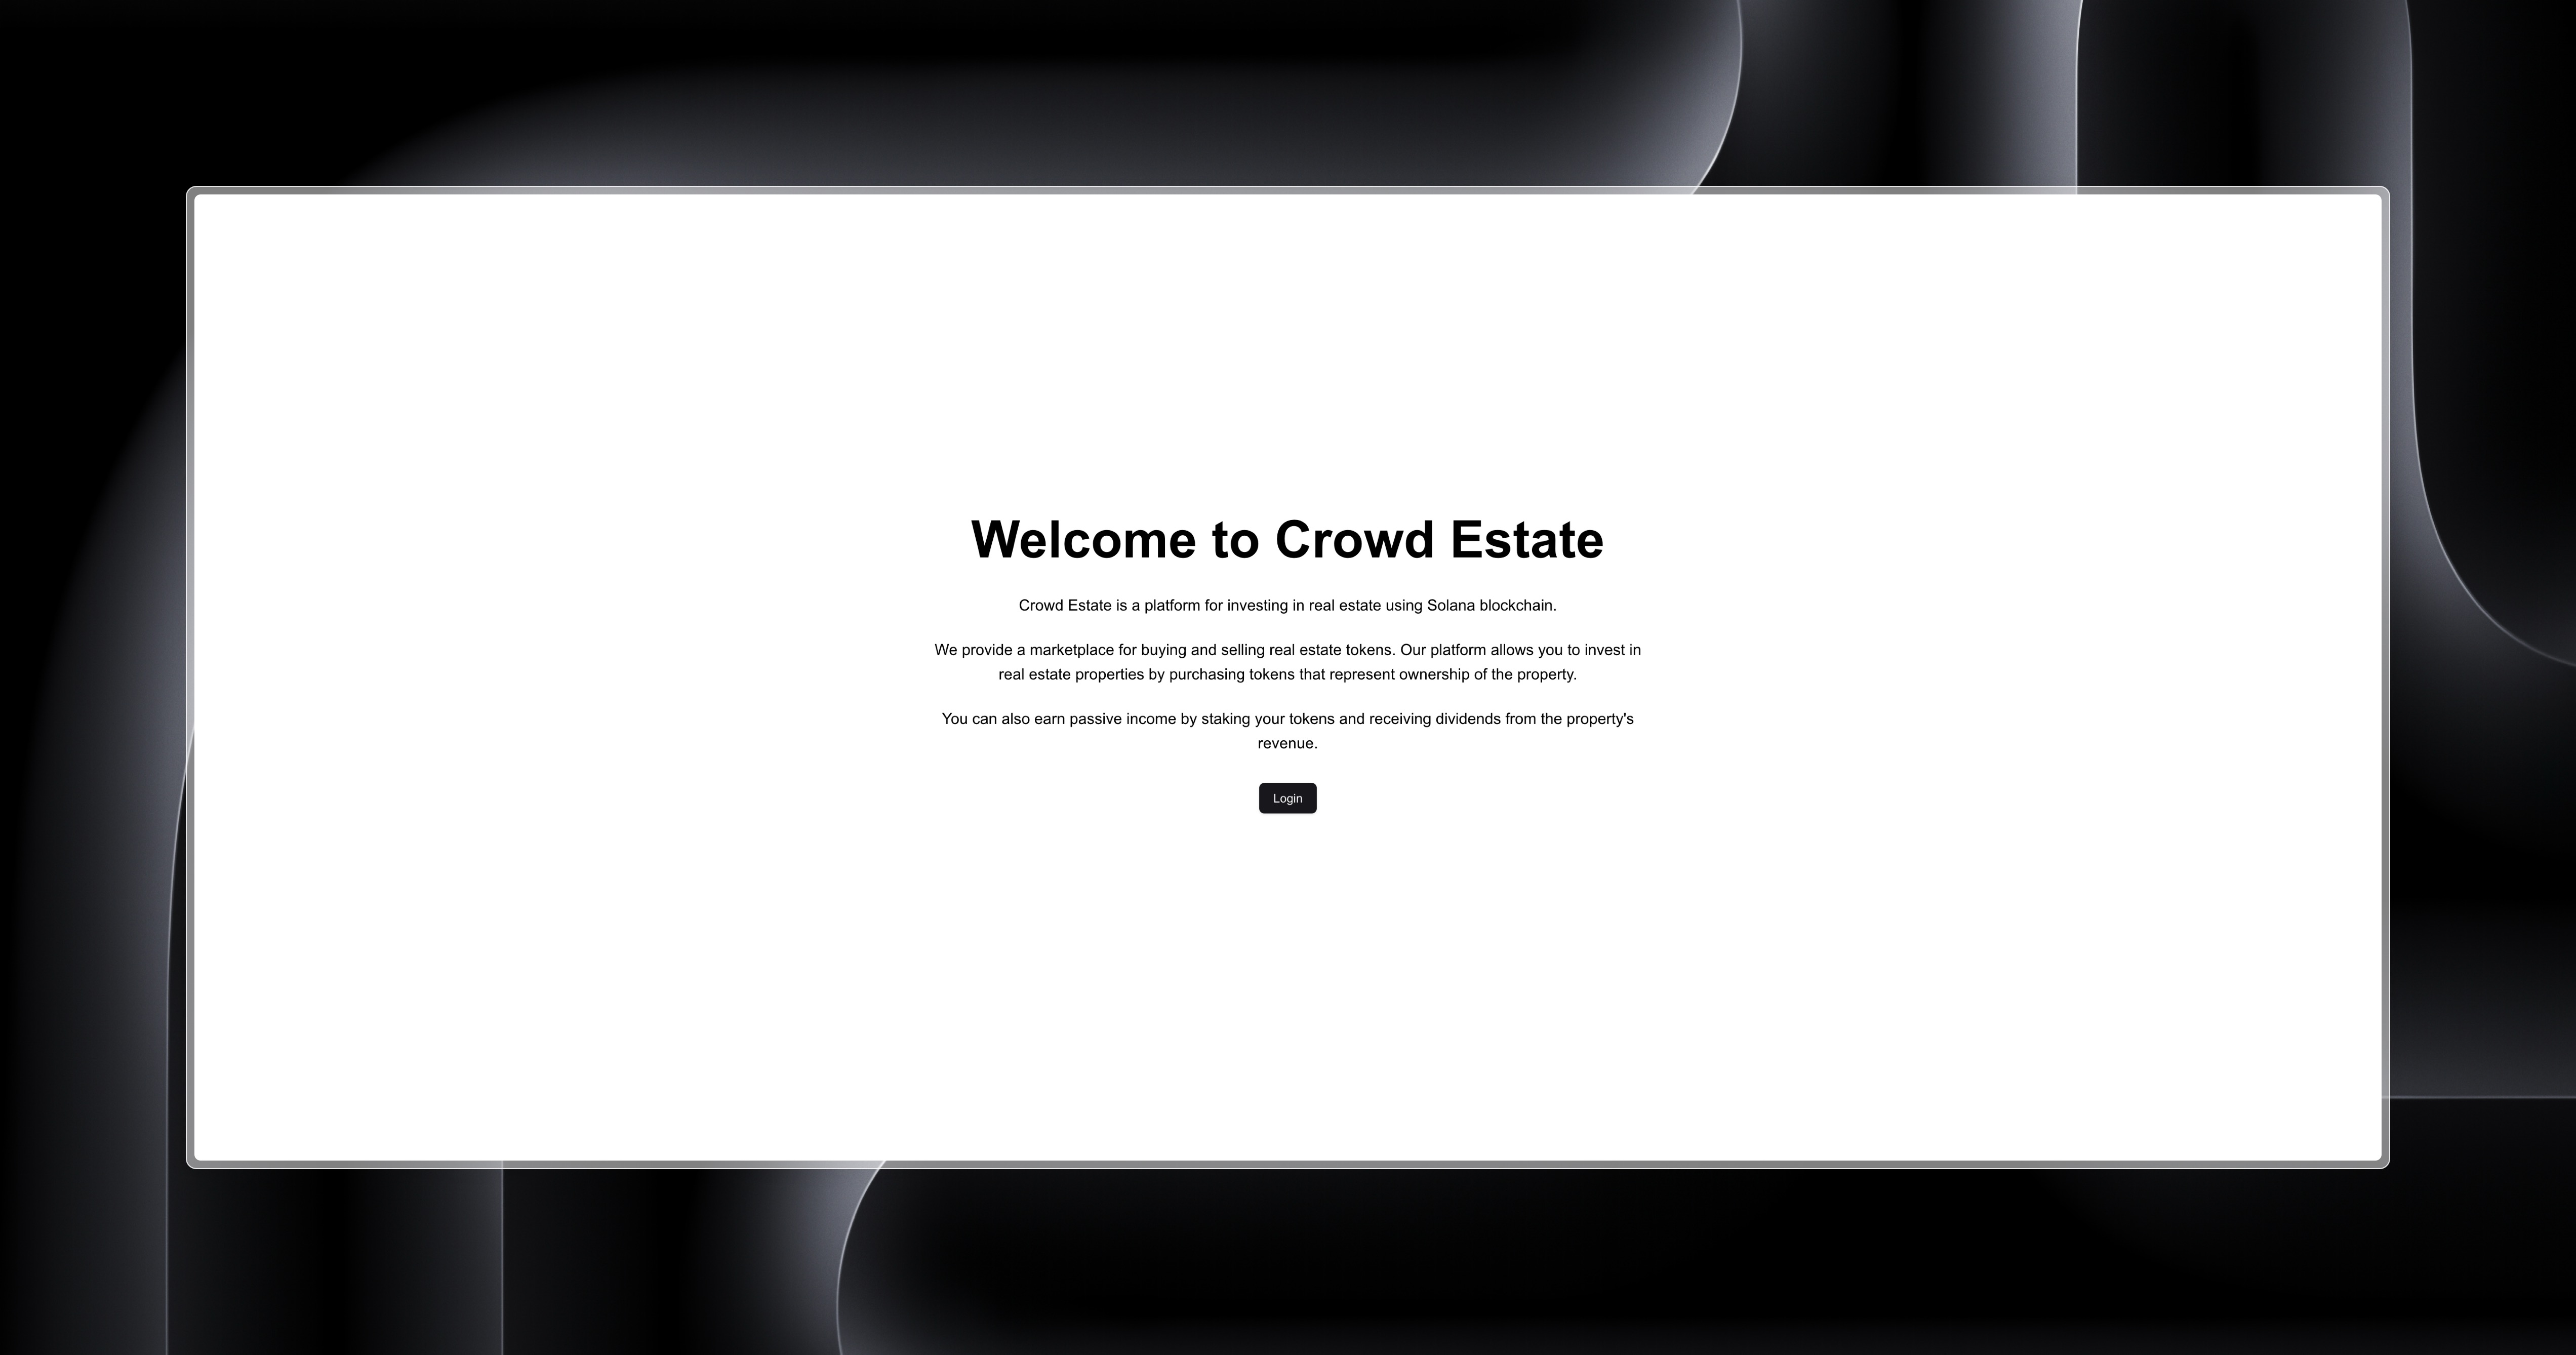 Welcome to Crowd Estate
Crowd Estate is a platform for investing in real estate using Solana blockchain.
We provide a marketplace for buying and selling real estate tokens. Our platform allows you to invest in
real estate properties by purchasing tokens that represent ownership of the property.
You can also earn passive income by staking your tokens and receiving dividends from the property's
revenue.
Login